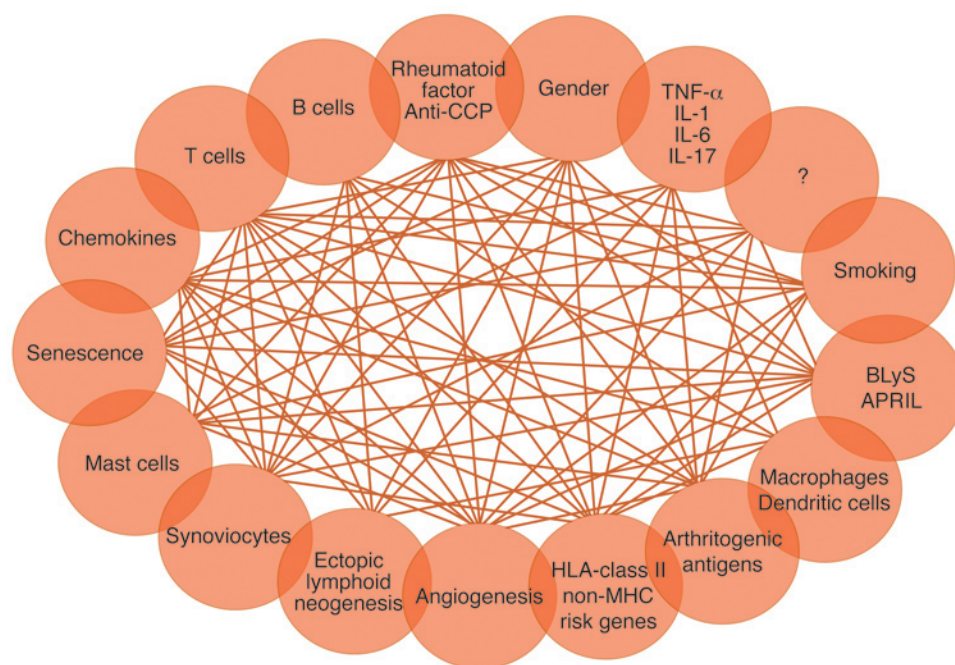 Rheumatoid
factor
Anti-CCP
Gender
TNF-α
IL-1
IL-6
IL-17
?
Smoking
BLyS
APRIL
Macrophages
Dendritic cells
Arthritogenic
antigens
HLA-class II
non-MHC
risk genes
Angiogenesis
Ectopic
lymphoid
neogenesis
Synoviocytes
Mast cells
Senescence
Chemokines
T cells
B cells